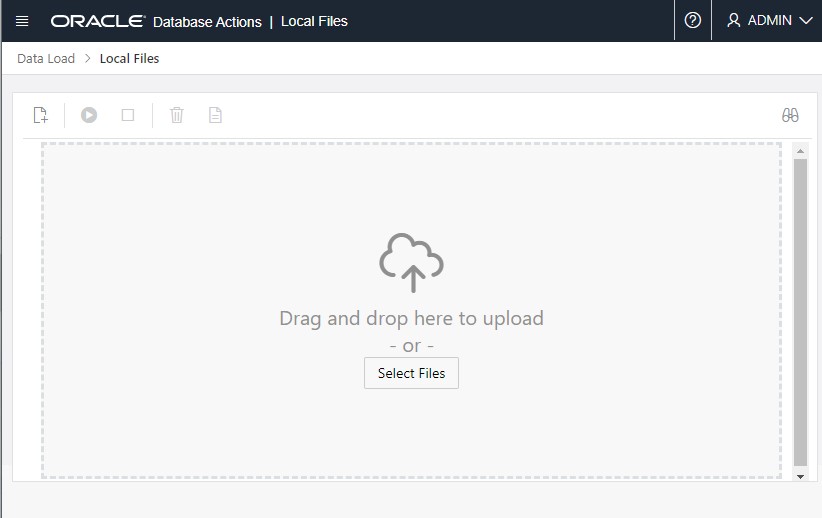 ORACLE Database Actions | Local Files
ADMIN
Data Load > Local Files
Drag and drop here to upload
- or -
Select Files